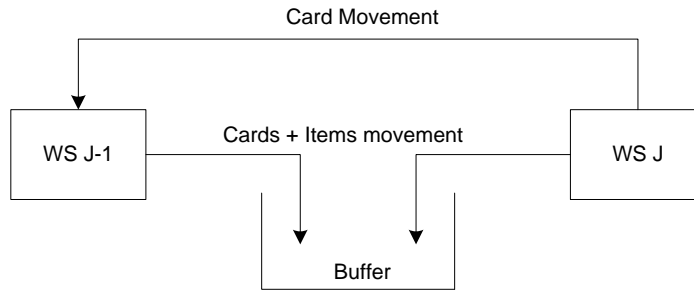 Card Movement
WS J-1
Cards + Items movement
WS J
Buffer